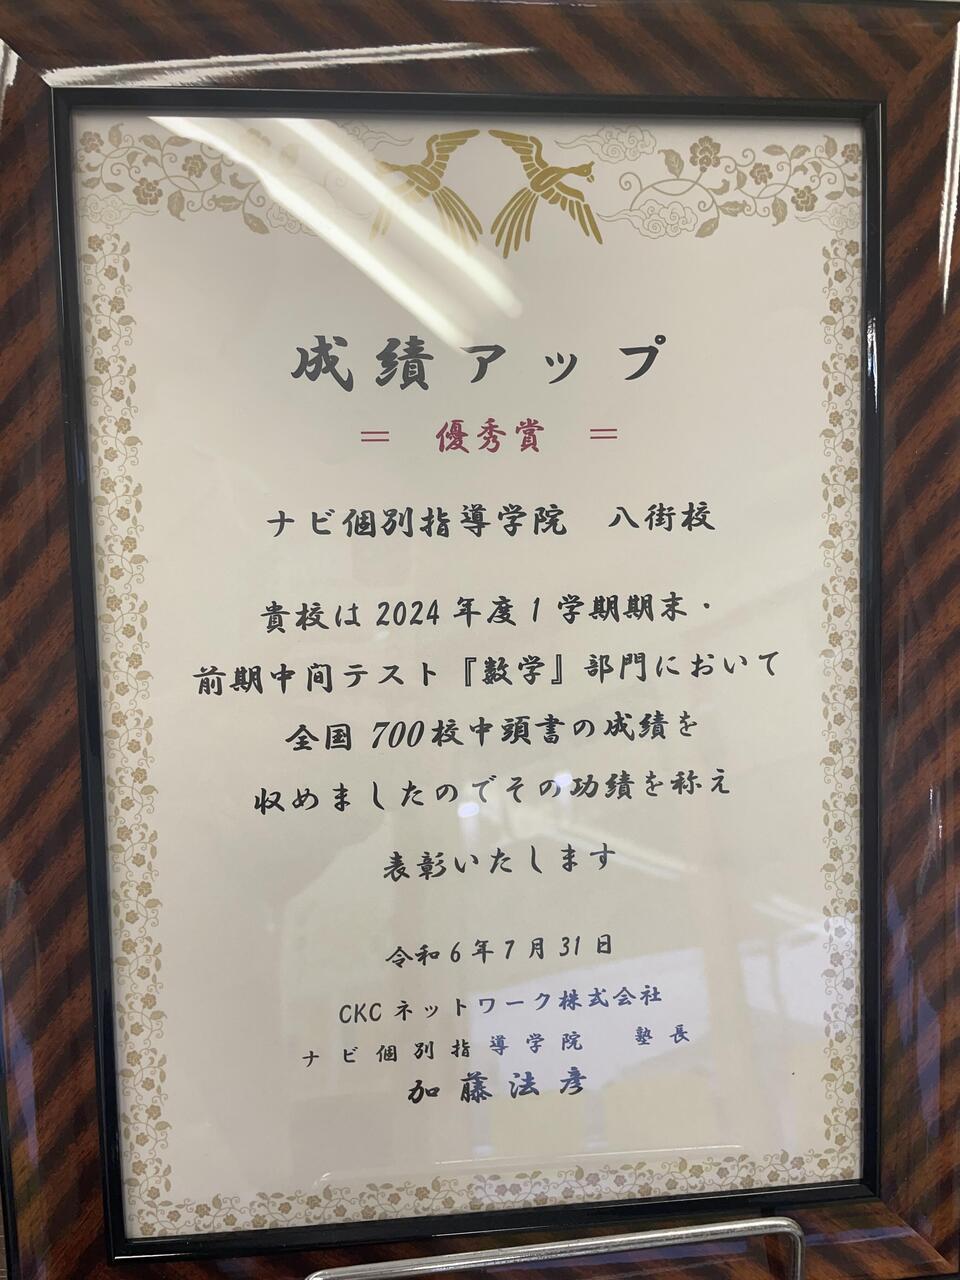 成績アップ
＝ 優秀賞 ＝
ナビ個別指導学院 八街校
貴校は2024年度1学期期末・
前期中間テスト『数学』部門において
全国700校中頭書の成績を
収めましたのでその功績を称え
表彰いたします
令和6年7月31日
CKCネットワーク株式会社
ナビ個別指導学院 塾長
加藤法彦